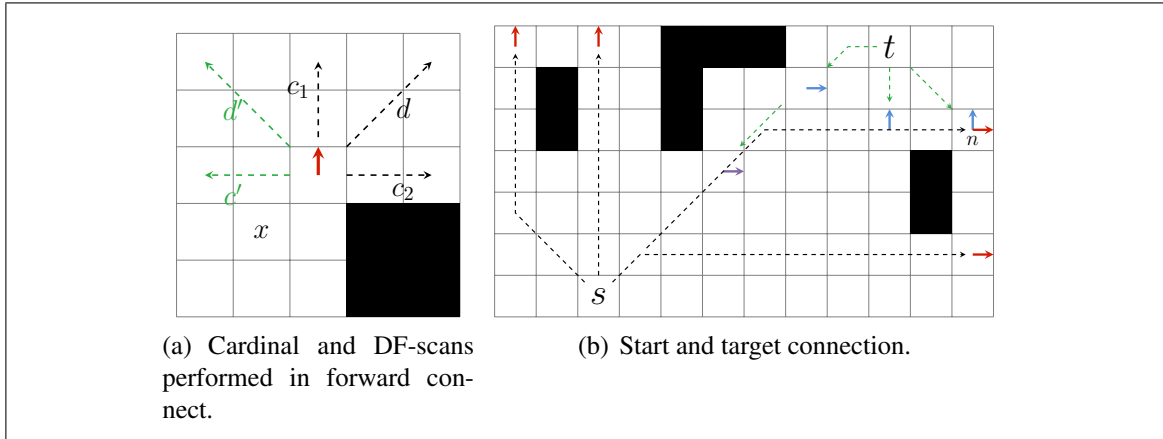 c₁
d
d′
c₂
c′
x
t
n
s
(a) Cardinal and DF-scans
performed in forward con-
nect.
(b) Start and target connection.